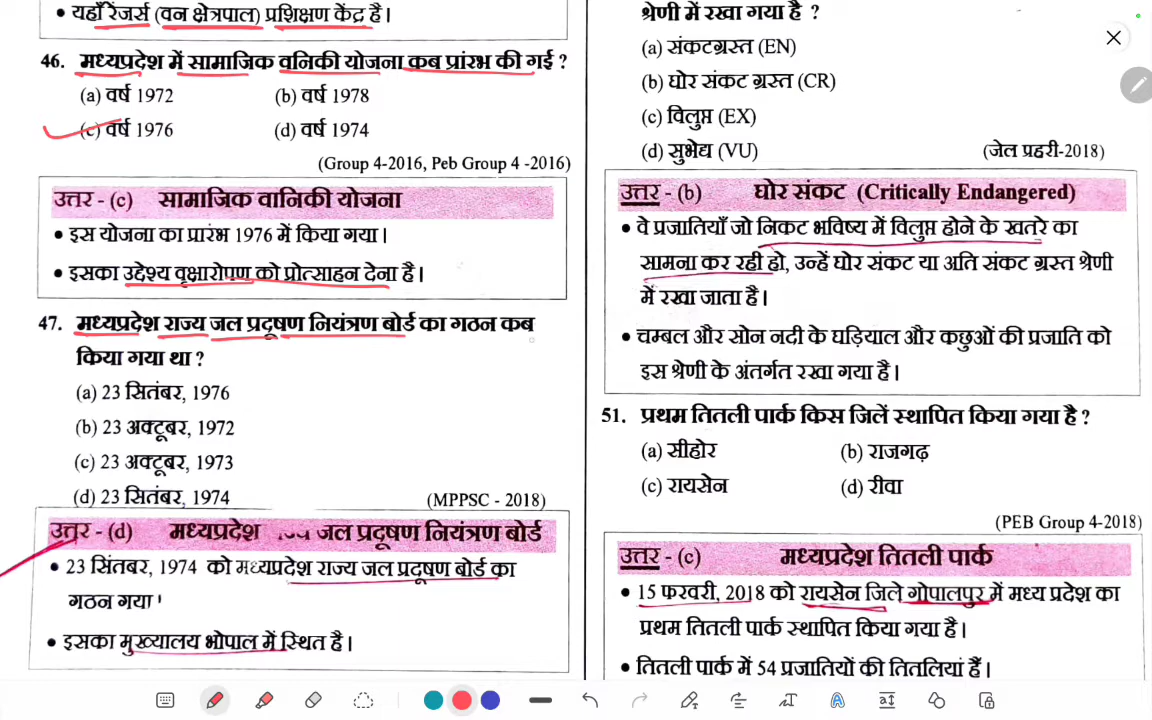 • यहाँ रेंजर्स (वन क्षेत्रपाल) प्रशिक्षण केंद्र है।
46. मध्यप्रदेश में सामाजिक वनिकी योजना कब प्रांरभ की गई ?
(a) वर्ष 1972 (b) वर्ष 1978
(c) वर्ष 1976 (d) वर्ष 1974
(Group 4-2016, Peb Group 4 -2016)
उत्तर - (c) सामाजिक वानिकी योजना
• इस योजना का प्रारंभ 1976 में किया गया।
• इसका उद्देश्य वृक्षारोपण को प्रोत्साहन देना है।
47. मध्यप्रदेश राज्य जल प्रदूषण नियंत्रण बोर्ड का गठन कब
किया गया था ?
(a) 23 सितंबर, 1976
(b) 23 अक्टूबर, 1972
(c) 23 अक्टूबर, 1973
(d) 23 सितंबर, 1974
(MPPSC - 2018)
उत्तर - (d) मध्यप्रदेश जल प्रदूषण नियंत्रण बोर्ड
• 23 सिंतबर, 1974 को मध्यप्रदेश राज्य जल प्रदूषण बोर्ड का
गठन गया
• इसका मुख्यालय भोपाल में स्थित है।
श्रेणी में रखा गया है ?
(a) संकटग्रस्त (EN)
(b) घोर संकट ग्रस्त (CR)
(c) विलुप्त (EX)
(d) सुभेद्य (VU)
(जेल प्रहरी-2018)
उत्तर - (b) घोर संकट (Critically Endangered)
• वे प्रजातियाँ जो निकट भविष्य में विलुप्त होने के खतरे का
सामना कर रही हो, उन्हें घोर संकट या अति संकट ग्रस्त श्रेणी
में रखा जाता है।
• चम्बल और सोन नदी के घड़ियाल और कछुओं की प्रजाति को
इस श्रेणी के अंतर्गत रखा गया है।
51. प्रथम तितली पार्क किस जिलें स्थापित किया गया है ?
(a) सीहोर (b) राजगढ़
(c) रायसेन (d) रीवा
(PEB Group 4-2018)
उत्तर - (c) मध्यप्रदेश तितली पार्क
• 15 फरवरी, 2018 को रायसेन जिले गोपालपुर में मध्य प्रदेश का
प्रथम तितली पार्क स्थापित किया गया है।
• तितली पार्क में 54 प्रजातियों की तितलियां हैं।